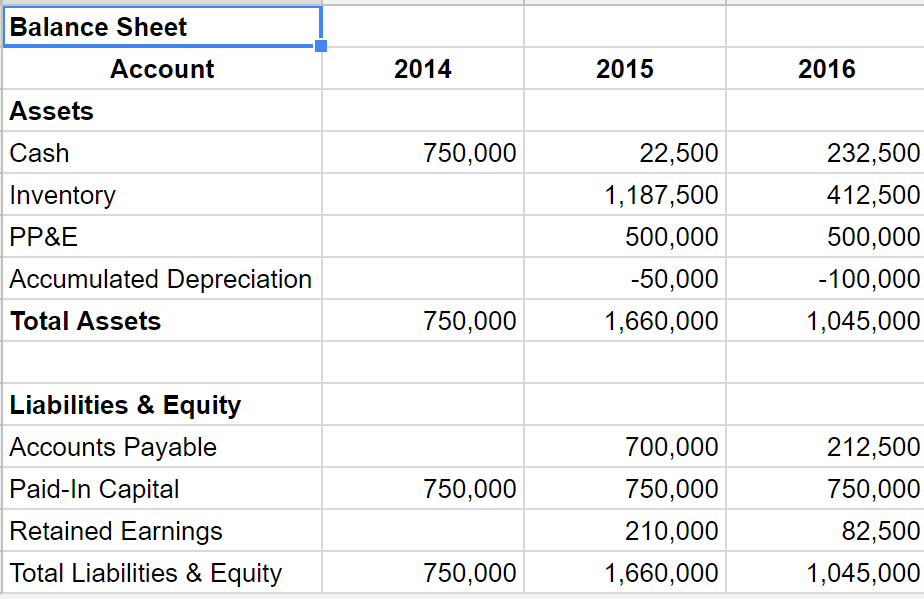 Balance Sheet
Account 2014 2015 2016
Assets
Cash 750,000 22,500 232,500
Inventory 1,187,500 412,500
PP&E 500,000 500,000
Accumulated Depreciation -50,000 -100,000
Total Assets 750,000 1,660,000 1,045,000
Liabilities & Equity
Accounts Payable 700,000 212,500
Paid-In Capital 750,000 750,000 750,000
Retained Earnings 210,000 82,500
Total Liabilities & Equity 750,000 1,660,000 1,045,000